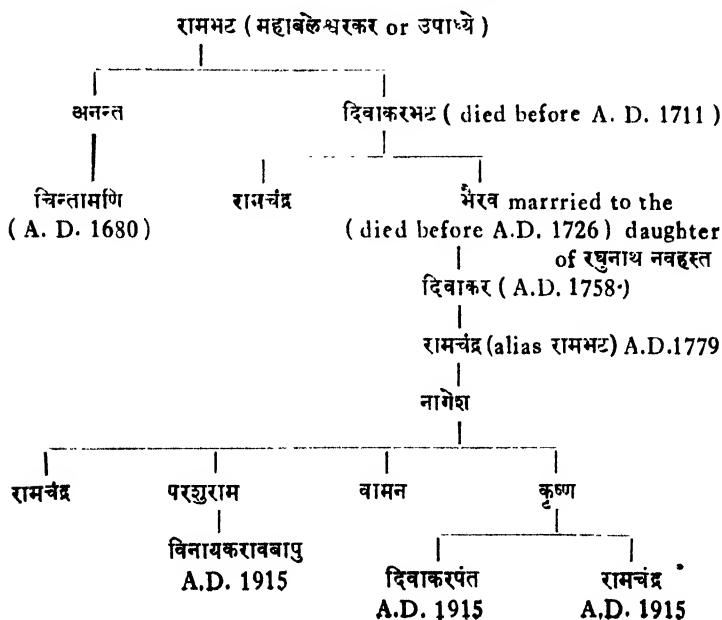 रामभट (महाबळेश्वरकर or उपाध्ये)
अनन्त दिवाकरभट (died before A. D. 1711)
चिन्तामणि रामचंद्र भैरव marrried to the
(A. D. 1680) (died before A.D. 1726) daughter
of रघुनाथ नवहस्त
दिवाकर (A.D. 1758)
रामचंद्र (alias रामभट) A.D.1779
नागेश
रामचंद्र परशुराम वामन कृष्ण
विनायकरावबापु
A.D. 1915 दिवाकरपंत रामचंद्र
A.D. 1915 A.D. 1915